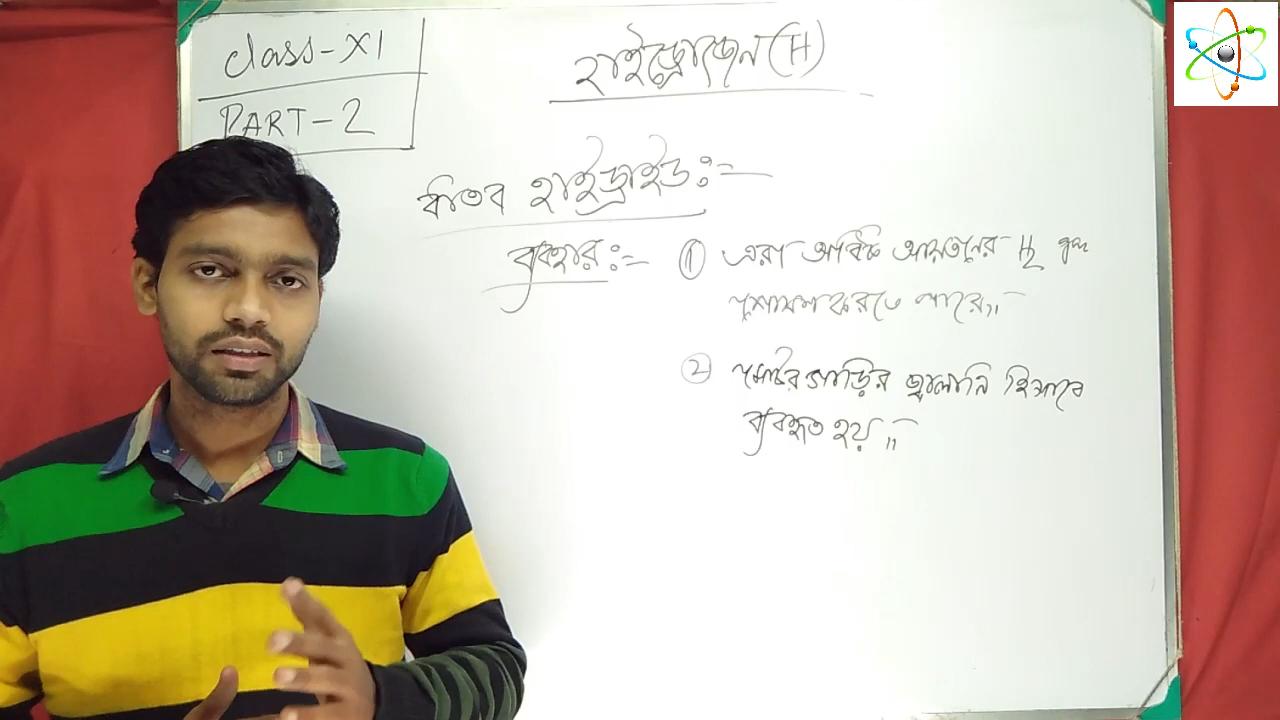 class-XI
PART-2
হাইড্রোজেন (H)
ধাতব হাইড্রাইড ঃ-
ব্যবহার ঃ- ① এরা অধিক আয়তনের H₂ শুদ্ধ
শোষণ করতে পারে॥
② মোটরগাড়ির জ্বালানি হিসাবে
ব্যবহৃত হয়॥